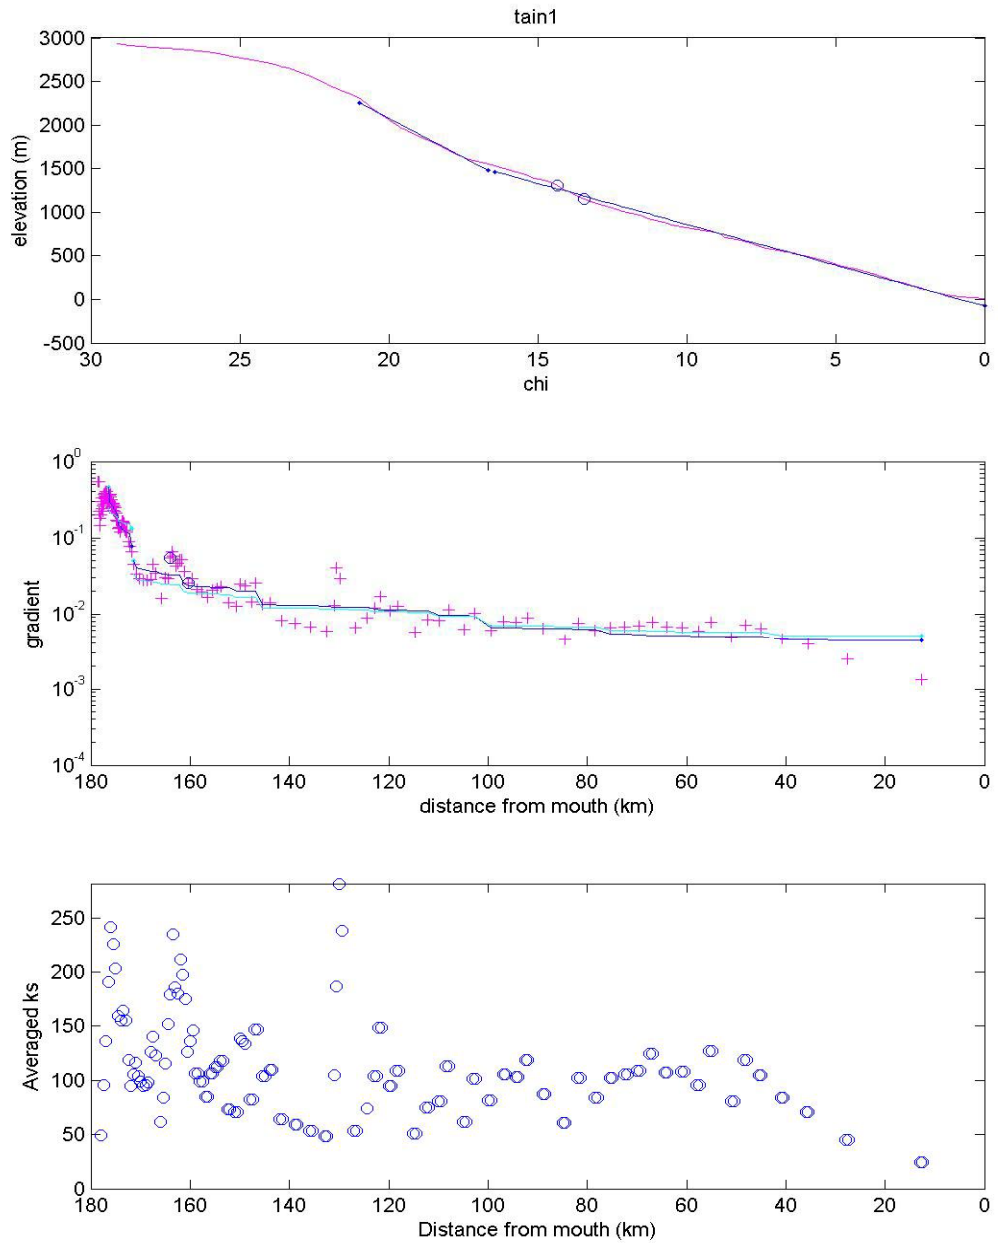 tain1
3000
2500
2000
1500
1000
500
0
-500
elevation (m)
30 25 20 15 10 5 0
chi
10^0
10^-1
10^-2
10^-3
10^-4
gradient
180 160 140 120 100 80 60 40 20 0
distance from mouth (km)
250
200
150
100
50
0
Averaged ks
180 160 140 120 100 80 60 40 20 0
Distance from mouth (km)